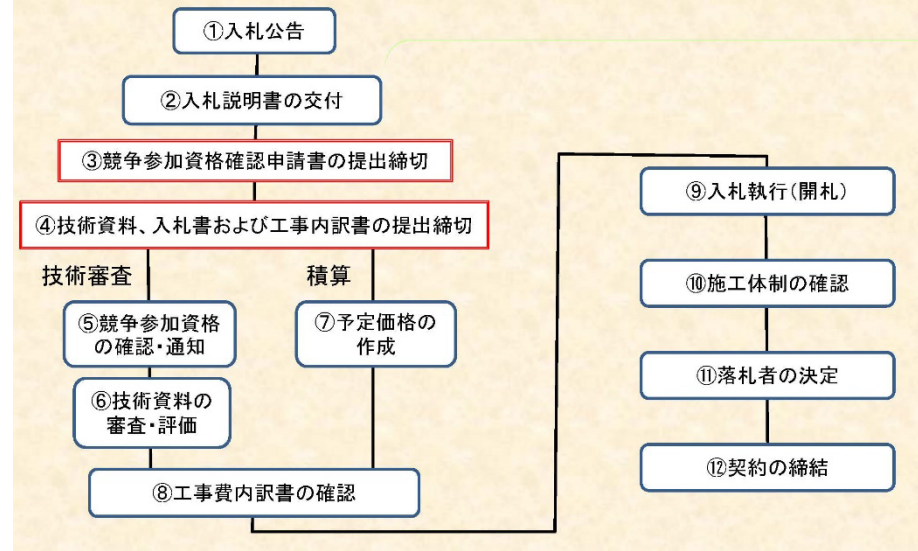 ①入札公告
②入札説明書の交付
③競争参加資格確認申請書の提出締切
④技術資料、入札書および工事内訳書の提出締切
技術審査
積算
⑤競争参加資格
の確認・通知
⑦予定価格の
作成
⑥技術資料の
審査・評価
⑧工事費内訳書の確認
⑨入札執行(開札)
⑩施工体制の確認
⑪落札者の決定
⑫契約の締結